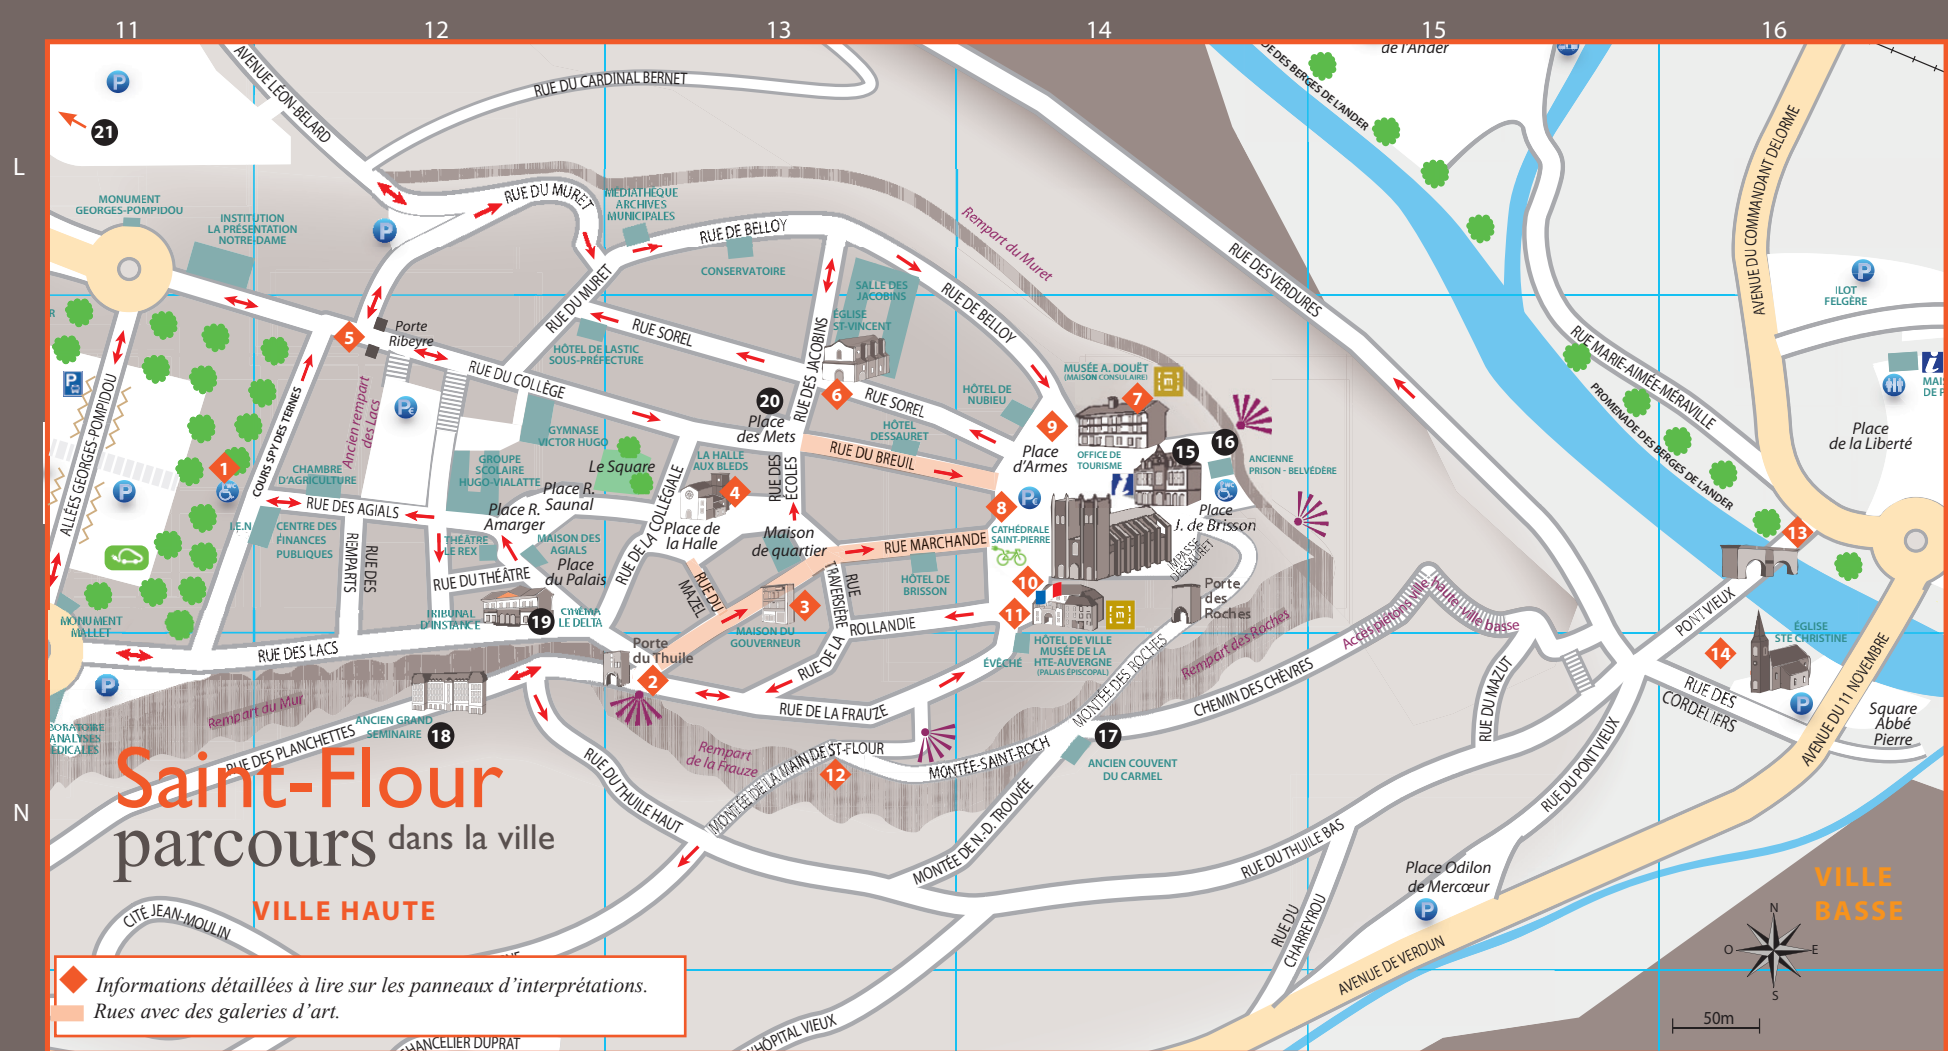 11
12
13
14
15
16
L
N
21
AVENUE LÉON-BELARD
RUE DU CARDINAL BERNET
DE DES BERGES DE L'ANDER
de l'Ander
AVENUE DU COMMANDANT DELORME
MONUMENT
GEORGES-POMPIDOU
INSTITUTION
LA PRÉSENTATION
NOTRE-DAME
RUE DU MURET
MÉDIATHÈQUE
ARCHIVES
MUNICIPALES
RUE DE BELLOY
CONSERVATOIRE
Rempart du Muret
RUE DES VERDURES
SALLE DES
JACOBINS
ÉGLISE
ST-VINCENT
RUE DE BELLOY
ILOT
FELGÈRE
5
Porte
Ribeyre
RUE DU MURET
RUE SOREL
HÔTEL DE LASTIC
SOUS-PRÉFECTURE
RUE DU COLLÈGE
RUE DES JACOBINS
6
RUE SOREL
20
Place
des Mets
HÔTEL DE
NUBIEU
HÔTEL
DESSAURET
RUE DU BREUIL
MUSÉE A. DOUËT
(MAISON CONSULAIRE)
7
9
Place
d'Armes
OFFICE DE
TOURISME
15
16
ANCIENNE
PRISON - BELVÉDÈRE
RUE MARIE-AIMÉE-MÉRAVILLE
PROMENADE DES BERGES DE L'ANDER
Place
de la Liberté
MAI
DE P
ALLÉES GEORGES-POMPIDOU
COURS SPY DES TERNES
1
Ancien rempart
des Lacs
CHAMBRE
D'AGRICULTURE
RUE DES AGIALS
I.E.N.
CENTRE DES
FINANCES
PUBLIQUES
RUE DES
REMPARTS
GYMNASE
VICTOR HUGO
GROUPE
SCOLAIRE
HUGO-VIALATTE
Le Square
Place R.
Saunal
Place R.
Amarger
THÉÂTRE
LE REX
MAISON DES
AGIALS
Place
du Palais
RUE DU THÉÂTRE
TRIBUNAL
D'INSTANCE
19
CINÉMA
LE DELTA
RUE DE LA COLLÉGIALE
LA HALLE
AUX BLEDS
4
Place de
la Halle
RUE DES
ÉCOLES
Maison
de quartier
RUE MARCHANDE
HÔTEL DE
BRISSON
RUE DU
MAZEL
3
MAISON DU
GOUVERNEUR
RUE
TRAVERSIÈRE
RUE DE LA
ROLLANDIE
8
CATHÉDRALE
SAINT-PIERRE
10
11
Place
J. de Brisson
IMPASSE
DESSAURET
Porte
des
Roches
Rempart des Roches
ÉVÊCHÉ
HÔTEL DE VILLE
MUSÉE DE LA
HTE-AUVERGNE
(PALAIS ÉPISCOPAL)
MONTÉE DES ROCHES
CHEMIN DES CHÈVRES
Accès piétons ville haute-ville basse
13
PONT VIEUX
14
ÉGLISE
STE CHRISTINE
RUE DES
CORDELIERS
Square
Abbé
Pierre
AVENUE DU 11 NOVEMBRE
RUE DU MAZUT
RUE DU PONT VIEUX
MONUMENT
MALLET
RUE DES LACS
Porte
du Thuile
2
RUE DE LA FRAUZE
Rempart du Mur
BORATOIRE
ANALYSES
ÉDICALES
RUE DES PLANCHETTES
ANCIEN GRAND
SEMINAIRE
18
RUE DU THUILE HAUT
Rempart
de la Frauze
MONTÉE DE LA MAIN DE ST-FLOUR
12
MONTÉE-SAINT-ROCH
17
ANCIEN COUVENT
DU CARMEL
MONTÉE DE N.-D. TROUVÉE
RUE DU THUILE BAS
RUE DU
CHARREYROU
Place Odilon
de Mercœur
AVENUE DE VERDUN
VILLE
BASSE
N
O
E
S
50m
Saint-Flour
parcours dans la ville
VILLE HAUTE
CITÉ JEAN-MOULIN
Informations détaillées à lire sur les panneaux d'interprétations.
Rues avec des galeries d'art.
CHANCELIER DUPRAT
L'HÔPITAL VIEUX